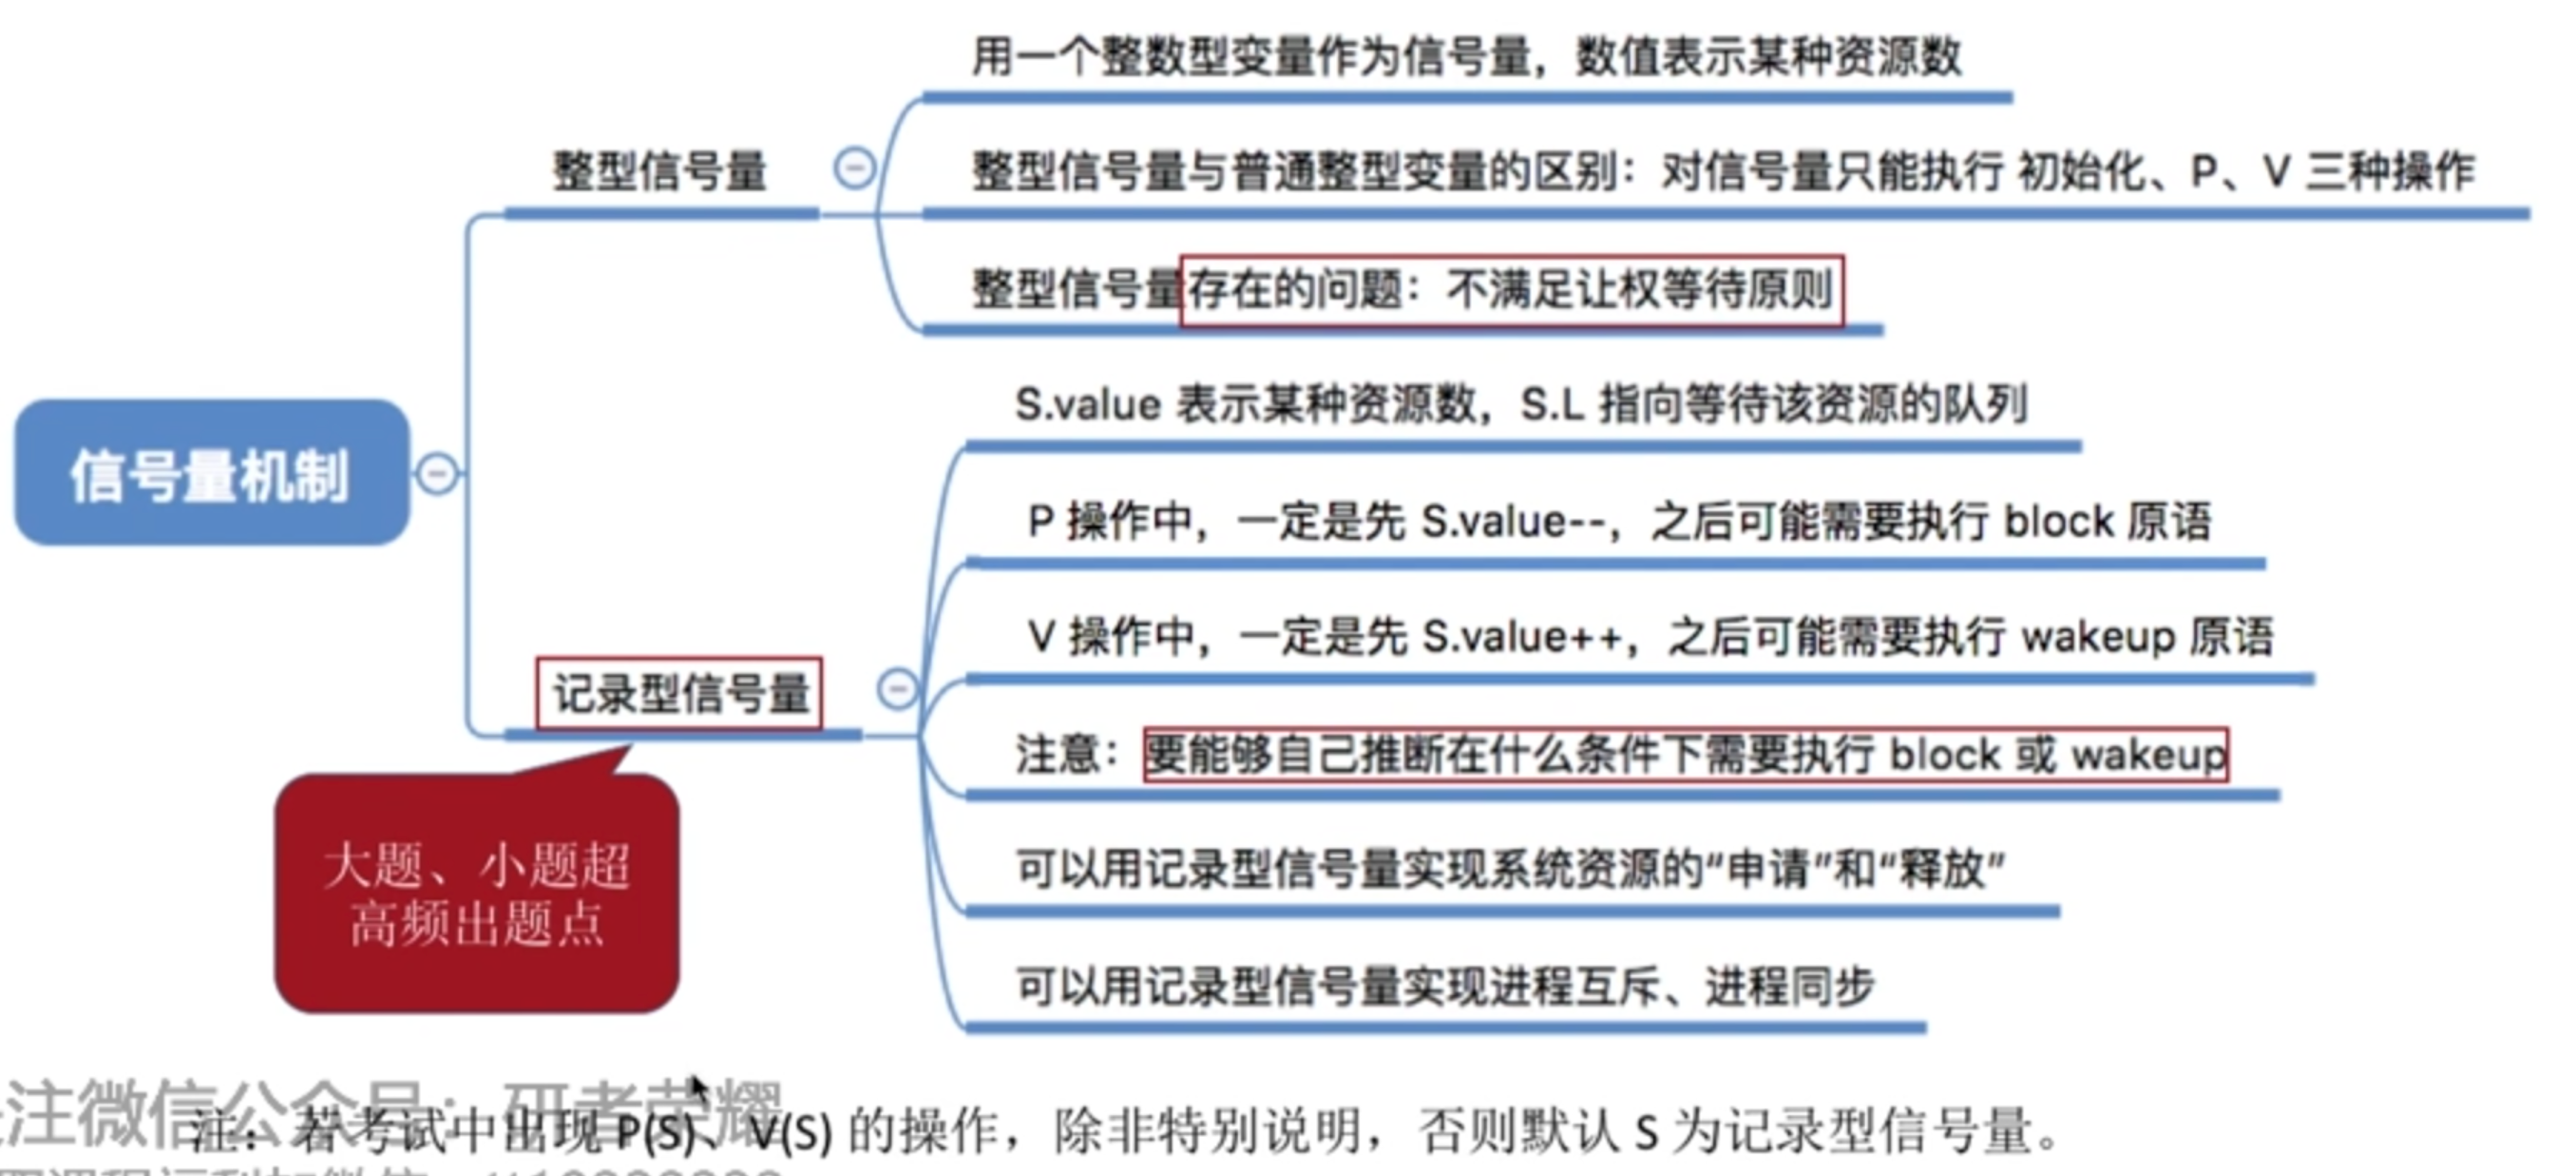 用一个整数型变量作为信号量，数值表示某种资源数
整型信号量
整型信号量与普通整型变量的区别：对信号量只能执行 初始化、P、V 三种操作
整型信号量存在的问题：不满足让权等待原则
信号量机制
S.value 表示某种资源数，S.L 指向等待该资源的队列
P 操作中，一定是先 S.value--，之后可能需要执行 block 原语
V 操作中，一定是先 S.value++，之后可能需要执行 wakeup 原语
记录型信号量
注意：要能够自己推断在什么条件下需要执行 block 或 wakeup
可以用记录型信号量实现系统资源的“申请”和“释放”
可以用记录型信号量实现进程互斥、进程同步
大题、小题超
高频出题点
注微信公众号：研者荣耀
注：若考试中出现 P(S)、V(S) 的操作，除非特别说明，否则默认 S 为记录型信号量。